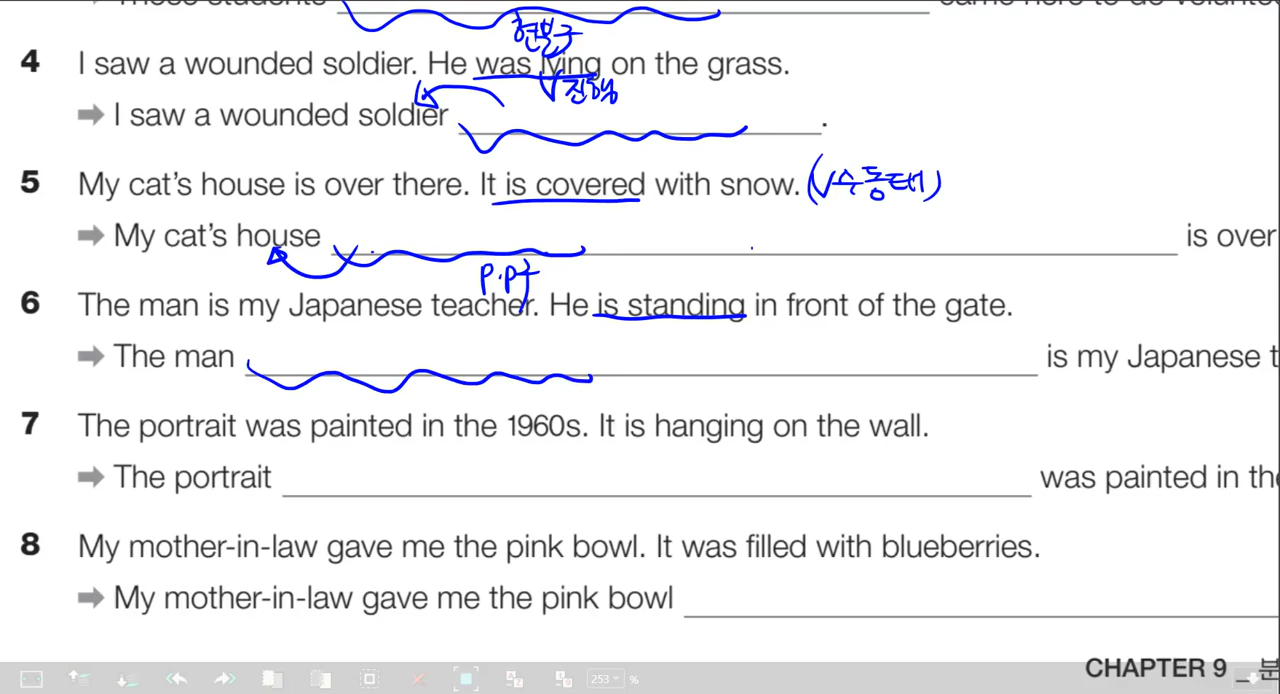 Those students came here to do volunte
현분구
4 I saw a wounded soldier. He was lying on the grass.
진행
➡ I saw a wounded soldier .
5 My cat's house is over there. It is covered with snow. (수동태)
➡ My cat's house is over
P.P구
6 The man is my Japanese teacher. He is standing in front of the gate.
➡ The man is my Japanese t
7 The portrait was painted in the 1960s. It is hanging on the wall.
➡ The portrait was painted in the
8 My mother-in-law gave me the pink bowl. It was filled with blueberries.
➡ My mother-in-law gave me the pink bowl
CHAPTER 9 _ 분
253 %